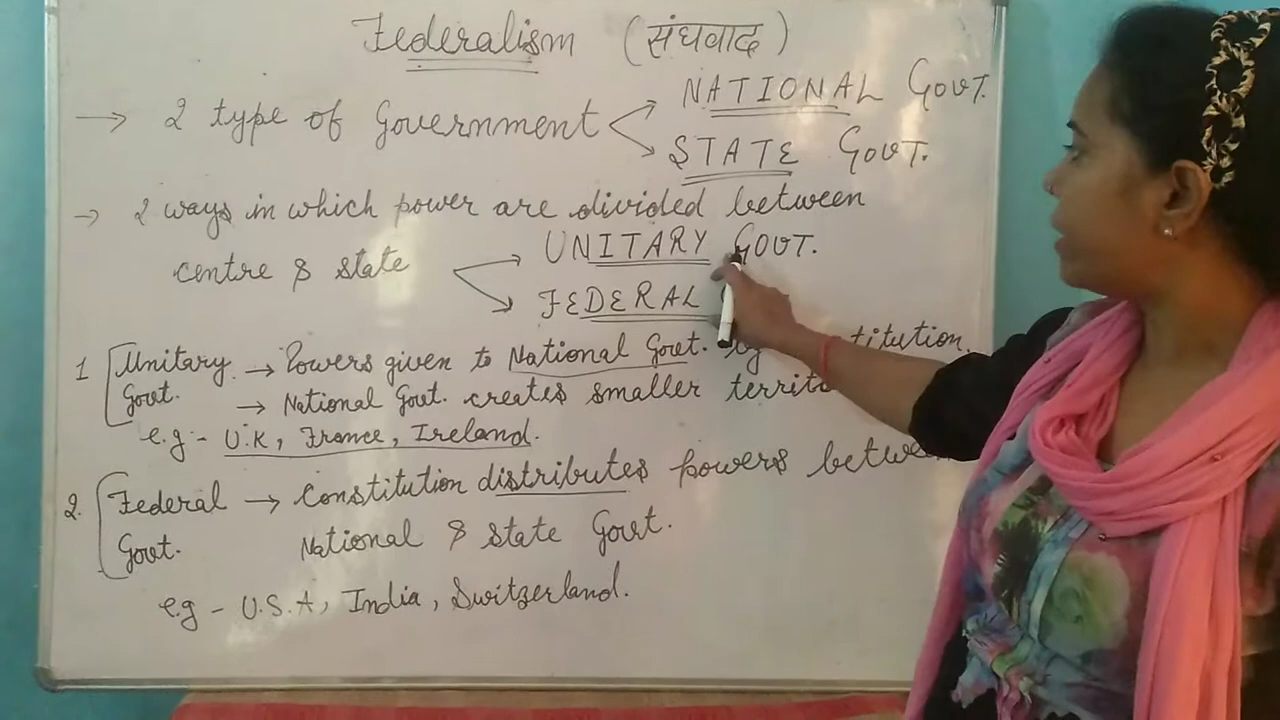 Federalism (संघवाद)
→ 2 type of Government
NATIONAL GOVT.
STATE GOVT.
→ 2 ways in which power are divided between
centre & state
UNITARY GOVT.
FEDERAL
1 Unitary Govt. → Powers given to National Govt.
→ National Govt. creates smaller
e.g - U.K, France, Ireland.
2. Federal Govt. → Constitution distributes powers
National & state Govt.
e.g - U.S.A, India, Switzerland.